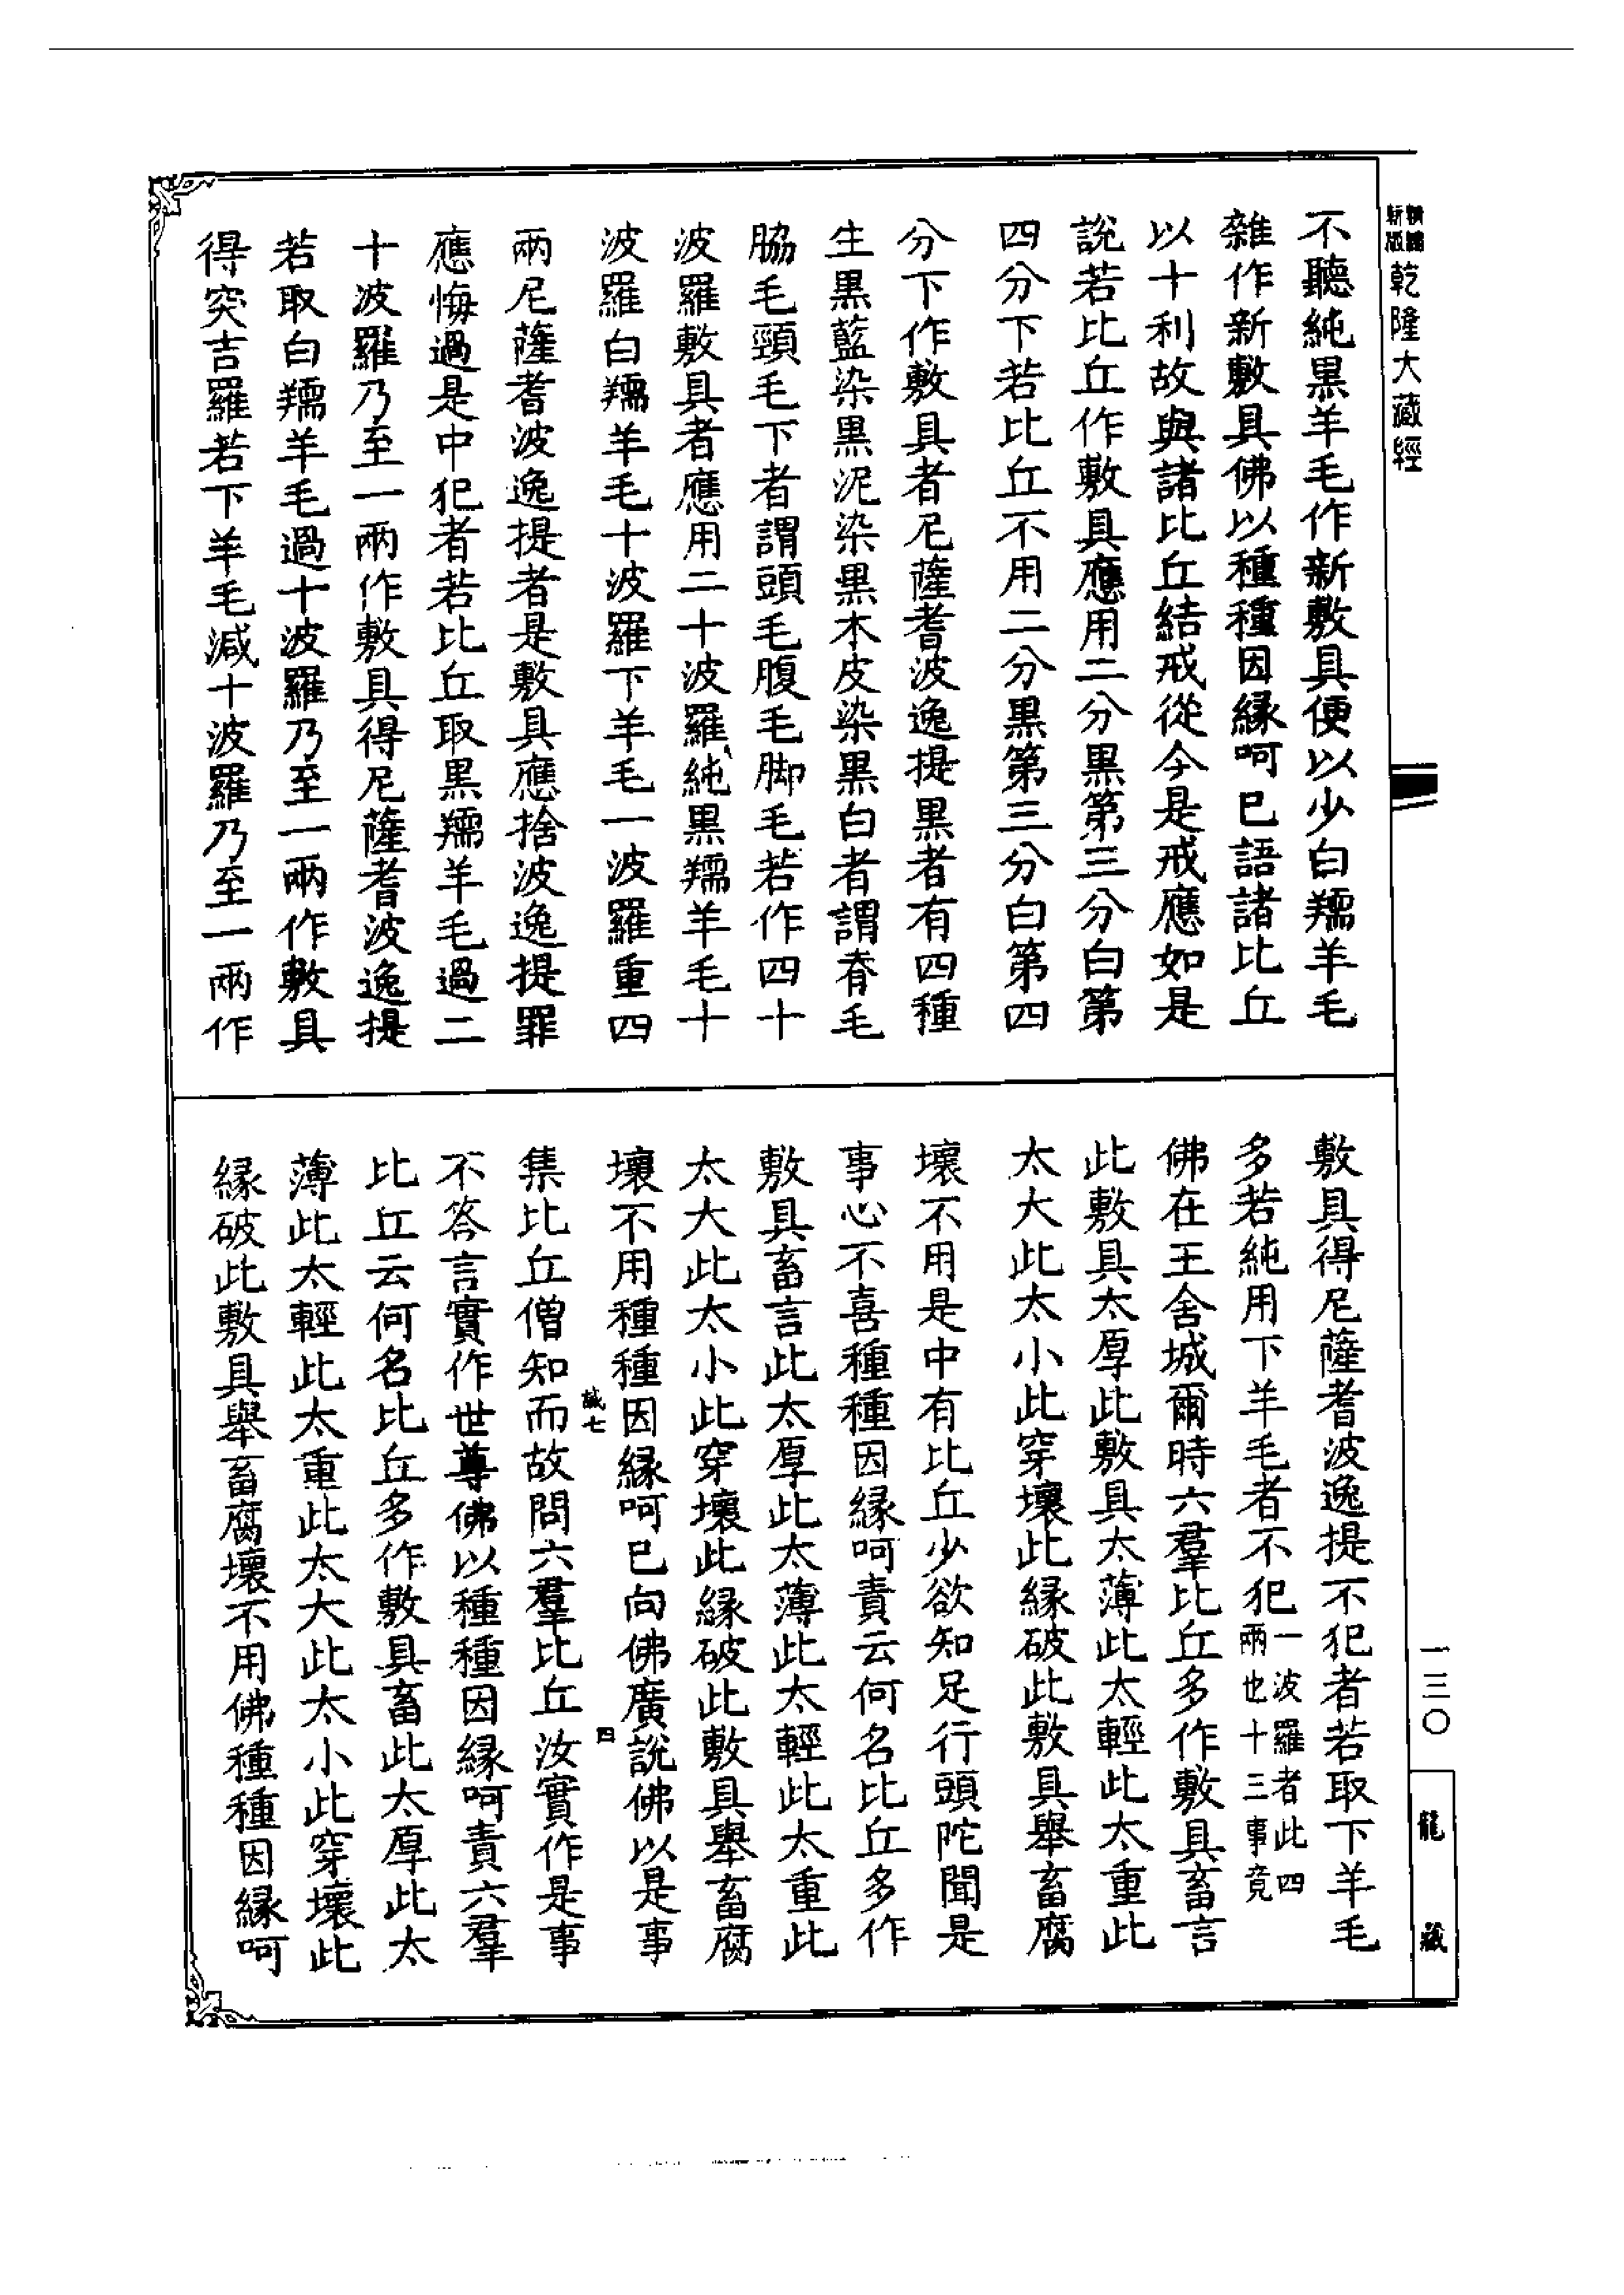 精編新版 乾隆大藏經
不聽純黑羊毛作新敷具便以少白羺羊毛
雜作新敷具佛以種種因緣呵已語諸比丘
以十利故與諸比丘結戒從今是戒應如是
說若比丘作敷具應用二分黑第三分白第
四分下若比丘不用二分黑第三分白第四
分下作敷具者尼薩耆波逸提黑者有四種
生黑藍染黑泥染黑木皮染黑白者謂脊毛
脇毛頸毛下者謂頭毛腹毛脚毛若作四十
波羅敷具者應用二十波羅純黑羺羊毛十
波羅白羺羊毛十波羅下羊毛一波羅重四
兩尼薩耆波逸提者是敷具應捨波逸提罪
應悔過是中犯者若比丘取黑羺羊毛過二
十波羅乃至一兩作敷具得尼薩耆波逸提
若取白羺羊毛過十波羅乃至一兩作敷具
得突吉羅若下羊毛減十波羅乃至一兩作
敷具得尼薩耆波逸提不犯者若取下羊毛
多若純用下羊毛者不犯一波羅者此四兩也十三事竟
佛在王舍城爾時六羣比丘多作敷具畜言
此敷具太厚此敷具太薄此太輕此太重此
太大此太小此穿壞此緣破此敷具舉畜腐
壞不用是中有比丘少欲知足行頭陀聞是
事心不喜種種因緣呵責云何名比丘多作
敷具畜言此太厚此太薄此太輕此太重此
太大此太小此穿壞此緣破此敷具舉畜腐
壞不用種種因緣呵已向佛廣說佛以是事
誠七 四
集比丘僧知而故問六羣比丘汝實作是事
不答言實作世尊佛以種種因緣呵責六羣
比丘云何名比丘多作敷具畜此太厚此太
薄此太輕此太重此太大此太小此穿壞此
緣破此敷具舉畜腐壞不用佛種種因緣呵
一三〇
龍藏